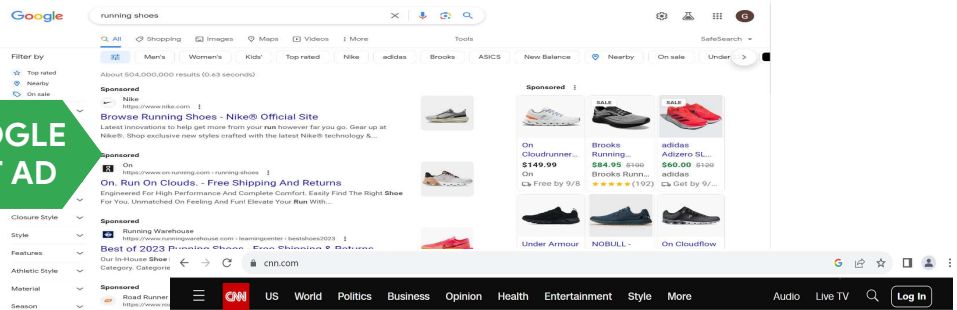 Google
running shoes
G
All
Shopping
Images
Maps
Videos
More
Tools
SafeSearch
Filter by
Men's
Women's
Kids'
Top rated
Nike
adidas
Brooks
ASICS
New Balance
Nearby
On sale
Under
Top rated
Nearby
On sale
About 504,000,000 results (0.63 seconds)
Sponsored
Nike
https://www.nike.com
Browse Running Shoes - Nike® Official Site
Latest innovations to help get more from your run however far you go. Gear up at
Nike®. Shop exclusive new styles crafted with the latest Nike® technology &...
Sponsored
On
https://www.on-running.com › running-shoes
On. Run On Clouds. - Free Shipping And Returns
Engineered For High Performance And Complete Comfort. Easily Find The Right Shoe
For You. Unmatched On Feeling And Fun! Elevate Your Run With...
Sponsored
Running Warehouse
https://www.runningwarehouse.com › learningcenter › bestshoes2023
Best of 2023 Running Shoes - Free Shipping & Returns
Our In-House Shoe
Category. Categorie
Sponsored
Road Runner
OGLE
T AD
Closure Style
Style
Features
Athletic Style
Material
Season
Sponsored
SALE
SALE
On
Cloudrunner...
$149.99
On
Free by 9/8
Brooks
Running...
$84.95 $100
Brooks Runn...
(192)
adidas
Adizero SL...
$60.00 $120
adidas
Get by 9/...
Under Armour
NOBULL -
On Cloudflow
cnn.com
G
CNN
US
World
Politics
Business
Opinion
Health
Entertainment
Style
More
Audio
Live TV
Log In